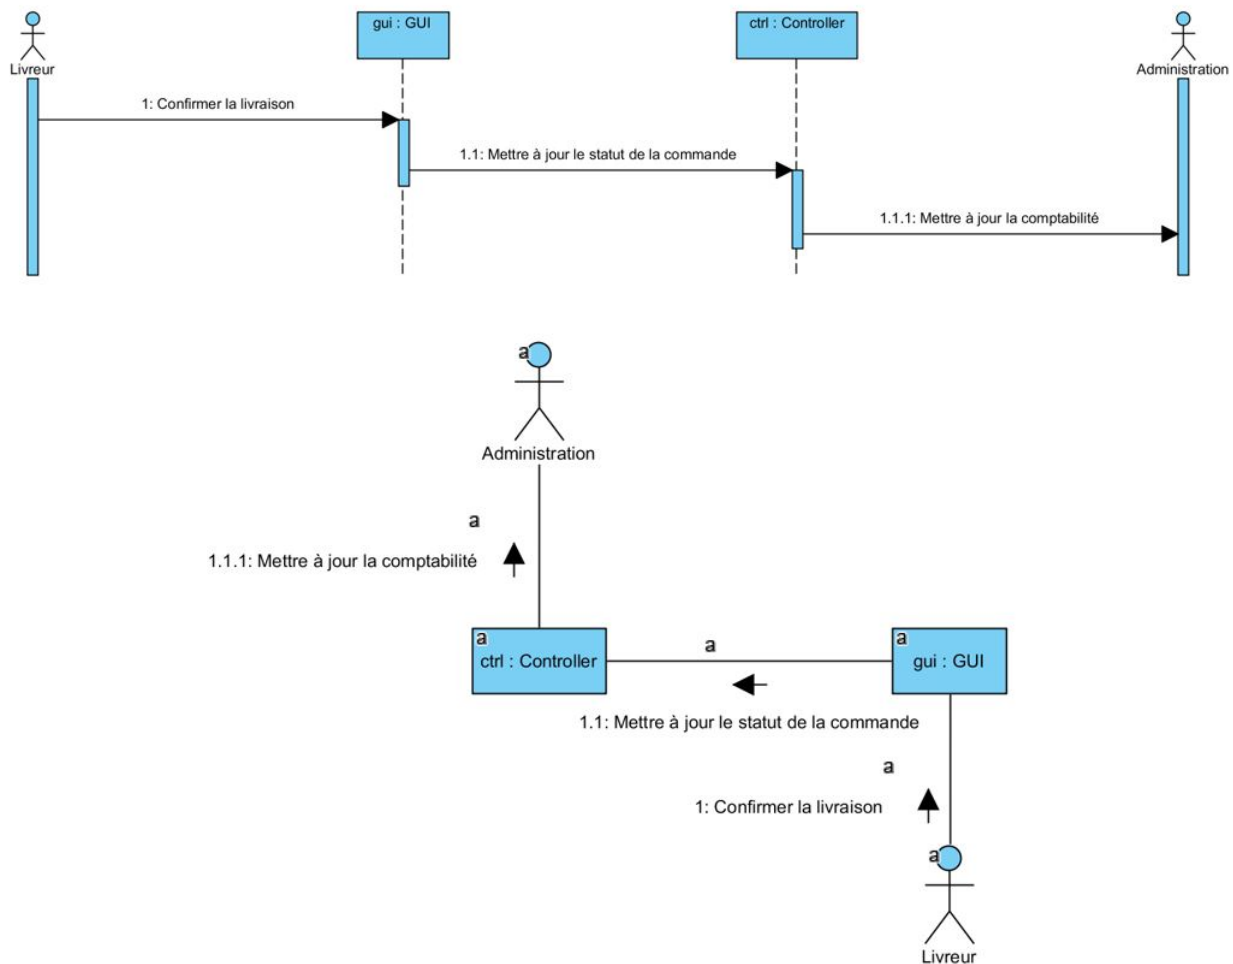 gui : GUI
ctrl : Controller
Livreur
Administration
1: Confirmer la livraison
1.1: Mettre à jour le statut de la commande
1.1.1: Mettre à jour la comptabilité
a
Administration
a
1.1.1: Mettre à jour la comptabilité
a
ctrl : Controller
a
a
gui : GUI
1.1: Mettre à jour le statut de la commande
a
1: Confirmer la livraison
a
Livreur